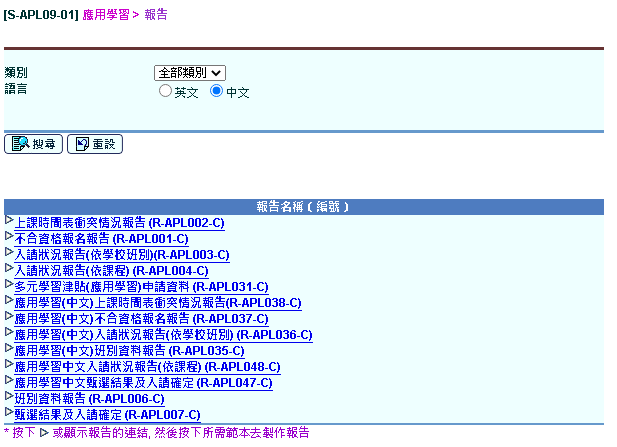 [S-APL09-01] 應用學習 > 報告
類別 全部類別
語言 英文 中文
搜尋 重設
報告名稱 ( 編號 )
上課時間表衝突情況報告 (R-APL002-C)
不合資格報名報告 (R-APL001-C)
入讀狀況報告(依學校班別)(R-APL003-C)
入讀狀況報告(依課程) (R-APL004-C)
多元學習津貼(應用學習)申請資料 (R-APL031-C)
應用學習(中文)上課時間表衝突情況報告(R-APL038-C)
應用學習(中文)不合資格報名報告 (R-APL037-C)
應用學習(中文)入讀狀況報告(依學校班別) (R-APL036-C)
應用學習(中文)班別資料報告 (R-APL035-C)
應用學習中文入讀狀況報告(依課程) (R-APL048-C)
應用學習中文甄選結果及入讀確定 (R-APL047-C)
班別資料報告 (R-APL006-C)
甄選結果及入讀確定 (R-APL007-C)
* 按下 ▷ 或顯示報告的連結, 然後按下所需範本去製作報告